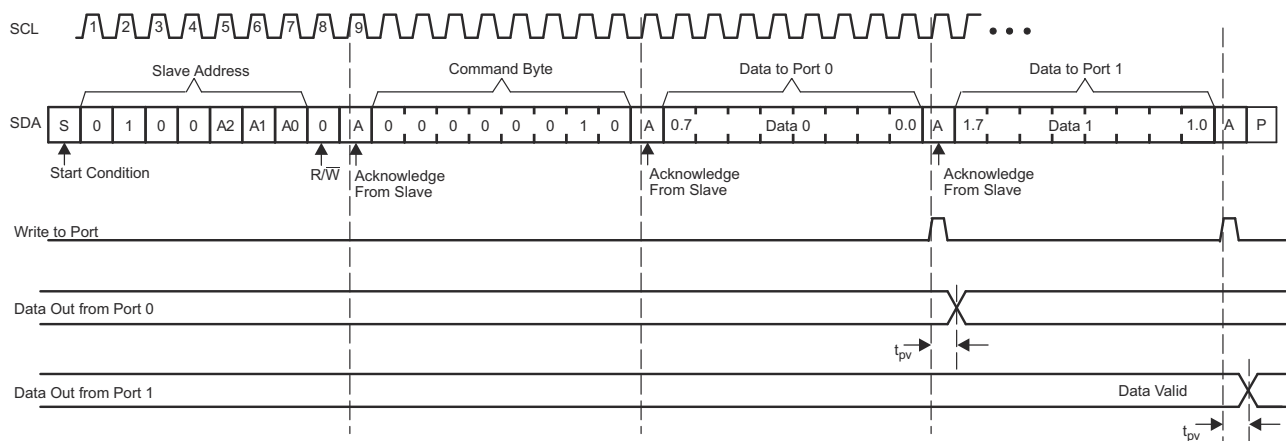 SCL 1 2 3 4 5 6 7 8 9
Slave Address Command Byte Data to Port 0 Data to Port 1
SDA S 0 1 0 0 A2 A1 A0 0 A 0 0 0 0 0 0 1 0 A 0.7 Data 0 0.0 A 1.7 Data 1 1.0 A P
Start Condition R/W Acknowledge From Slave Acknowledge From Slave Acknowledge From Slave
Write to Port
Data Out from Port 0
tpv
Data Out from Port 1 Data Valid
tpv